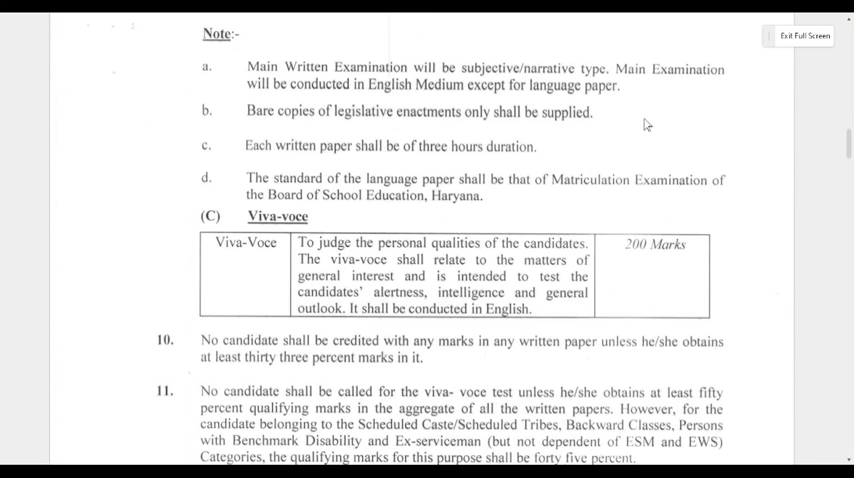 Exit Full Screen
Note:-
a. Main Written Examination will be subjective/narrative type. Main Examination
will be conducted in English Medium except for language paper.
b. Bare copies of legislative enactments only shall be supplied.
c. Each written paper shall be of three hours duration.
d. The standard of the language paper shall be that of Matriculation Examination of
the Board of School Education, Haryana.
(C) Viva-voce
Viva-Voce To judge the personal qualities of the candidates. 200 Marks
The viva-voce shall relate to the matters of
general interest and is intended to test the
candidates' alertness, intelligence and general
outlook. It shall be conducted in English.
10. No candidate shall be credited with any marks in any written paper unless he/she obtains
at least thirty three percent marks in it.
11. No candidate shall be called for the viva- voce test unless he/she obtains at least fifty
percent qualifying marks in the aggregate of all the written papers. However, for the
candidate belonging to the Scheduled Caste/Scheduled Tribes, Backward Classes, Persons
with Benchmark Disability and Ex-serviceman (but not dependent of ESM and EWS)
Categories, the qualifying marks for this purpose shall be forty five percent.